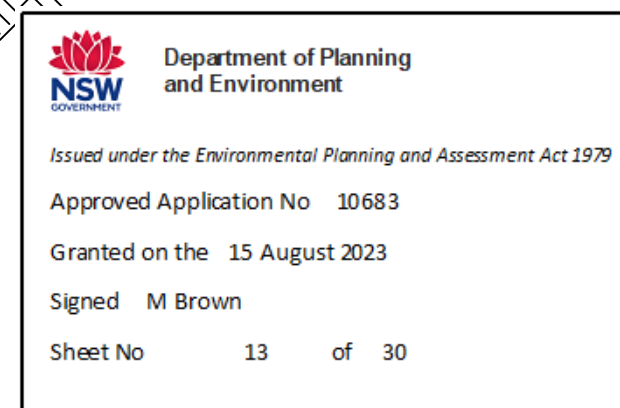 Department of Planning
and Environment
NSW
GOVERNMENT
Issued under the Environmental Planning and Assessment Act 1979
Approved Application No 10683
Granted on the 15 August 2023
Signed M Brown
Sheet No 13 of 30